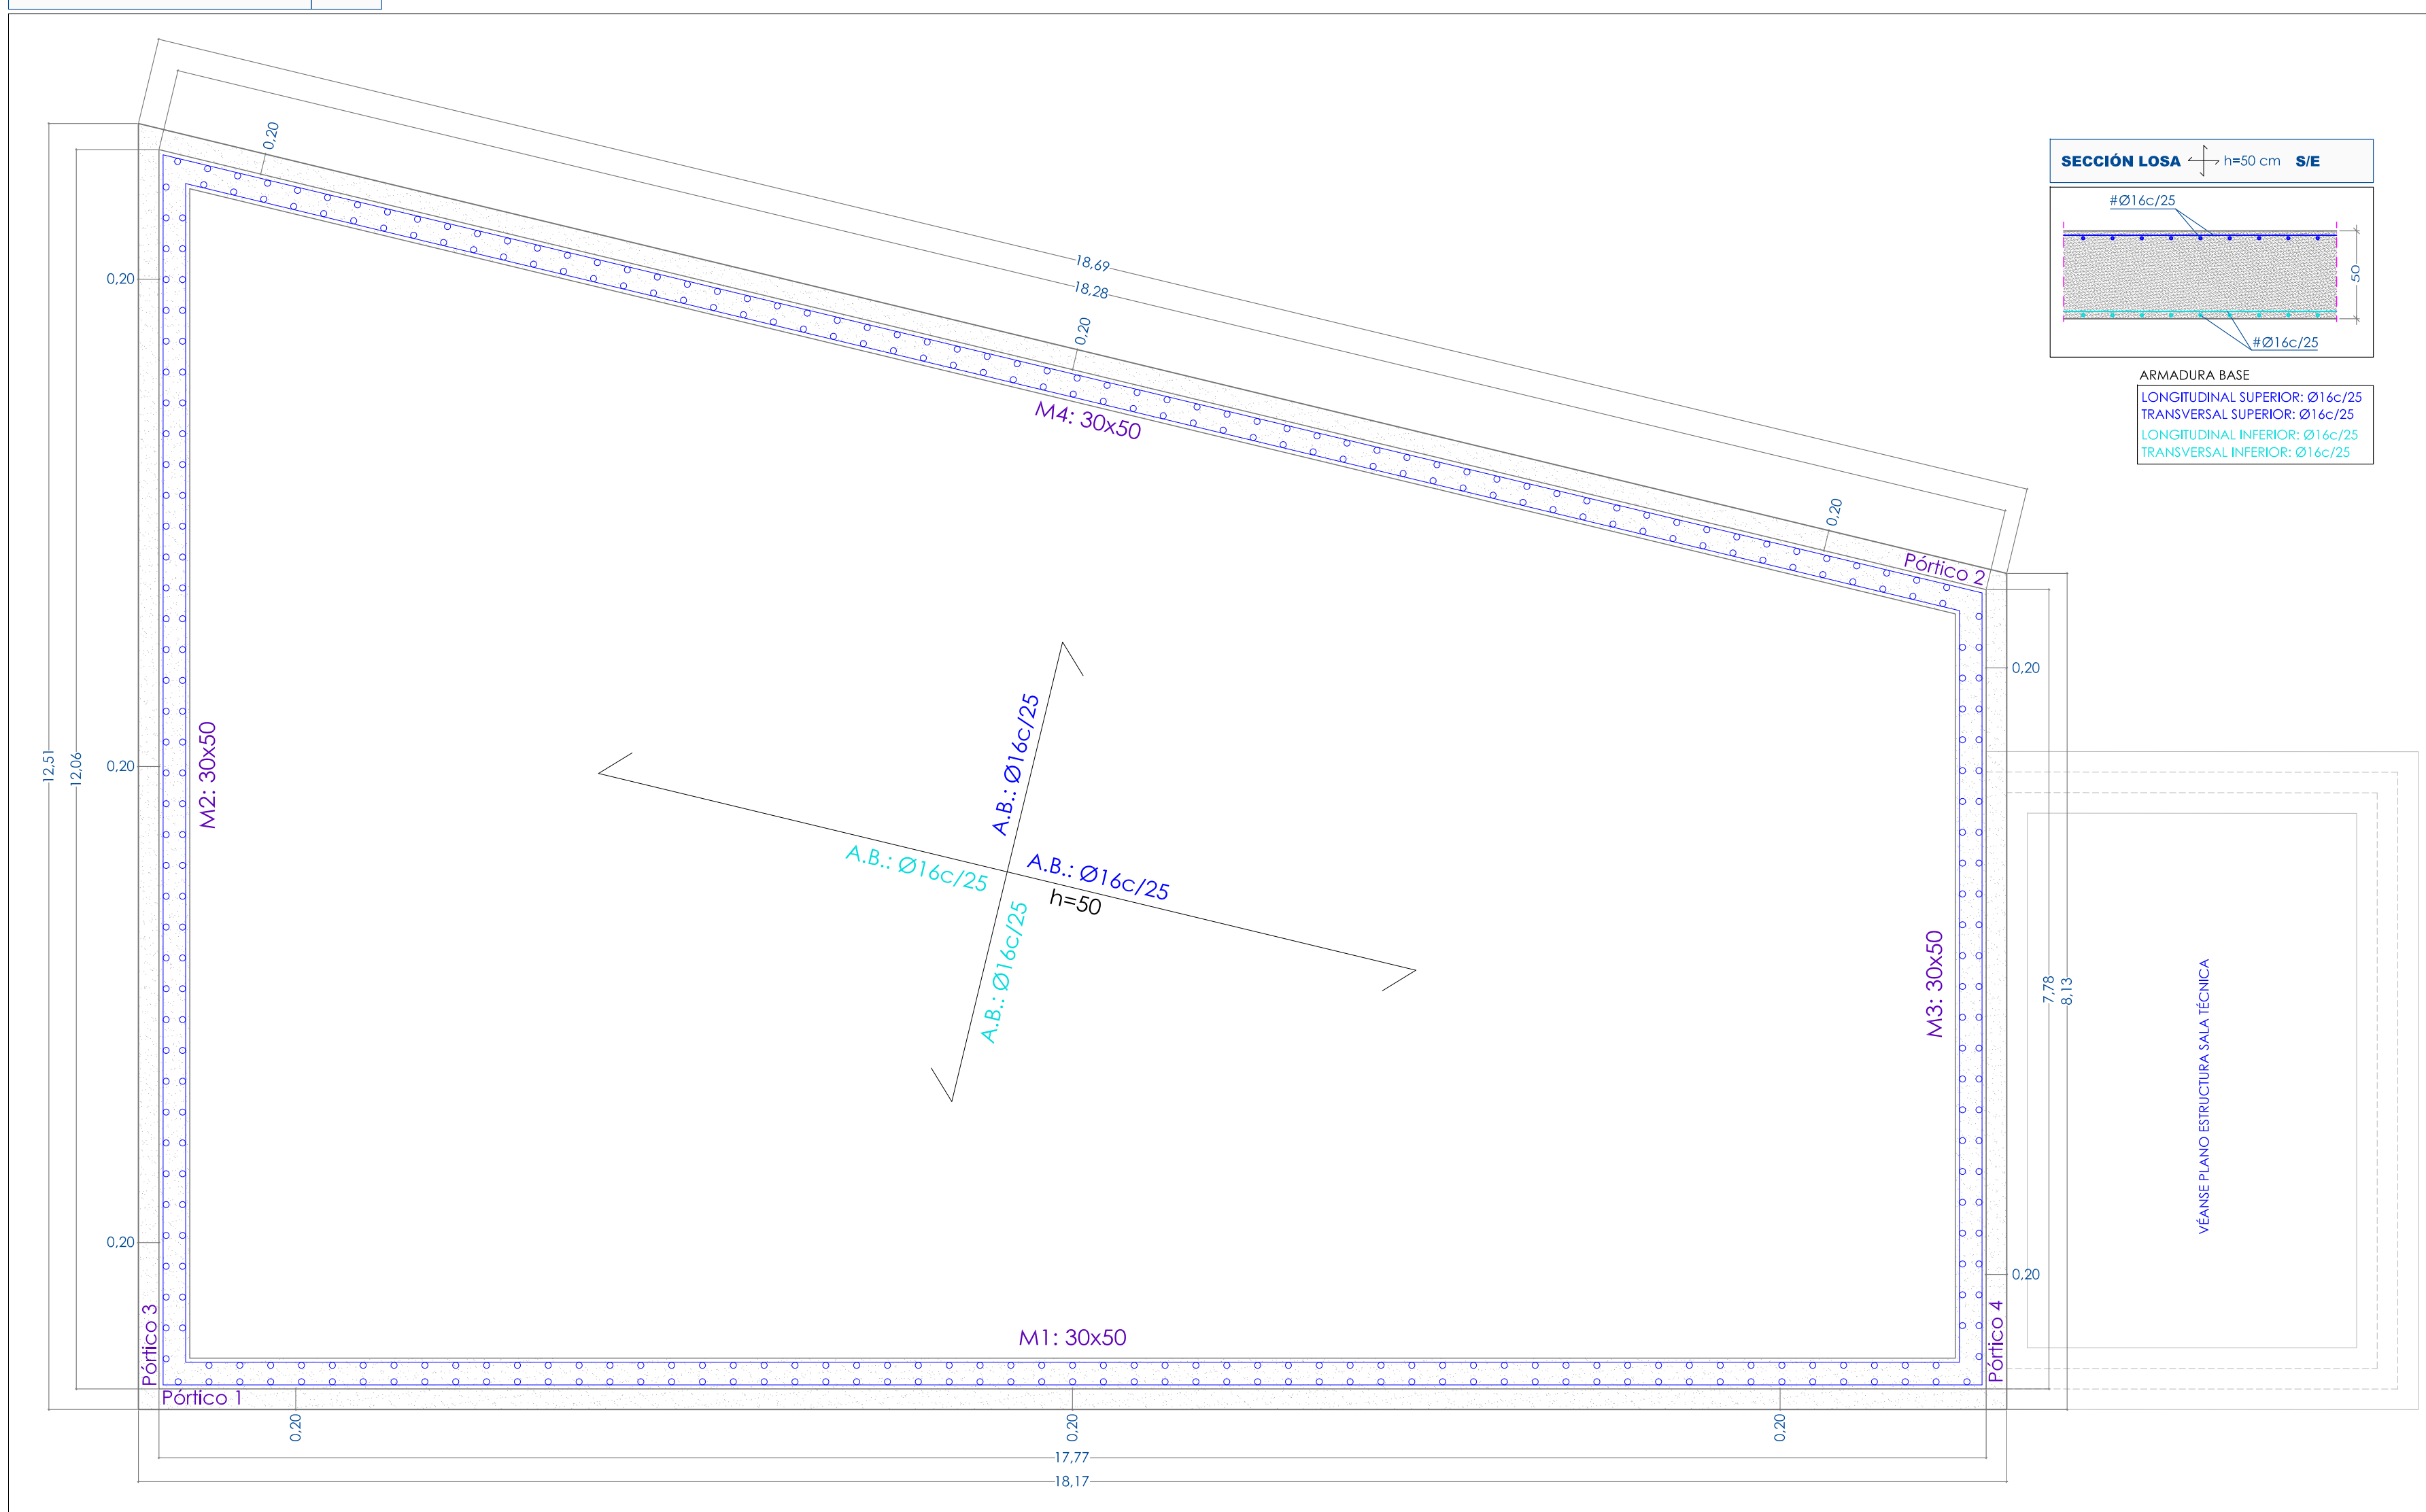 0,20
18,69
18,28
0,20
0,20
0,20
M4: 30x50
Pórtico 2
SECCIÓN LOSA h=50 cm S/E
#Ø16c/25
50
#Ø16c/25
ARMADURA BASE
LONGITUDINAL SUPERIOR: Ø16c/25
TRANSVERSAL SUPERIOR: Ø16c/25
LONGITUDINAL INFERIOR: Ø16c/25
TRANSVERSAL INFERIOR: Ø16c/25
12,51
12,06
0,20
M2: 30x50
A.B.: Ø16c/25
A.B.: Ø16c/25
A.B.: Ø16c/25
h=50
A.B.: Ø16c/25
0,20
M3: 30x50
7,78
8,13
VÉANSE PLANO ESTRUCTURA SALA TÉCNICA
0,20
0,20
Pórtico 3
Pórtico 1
M1: 30x50
Pórtico 4
0,20
0,20
0,20
17,77
18,17